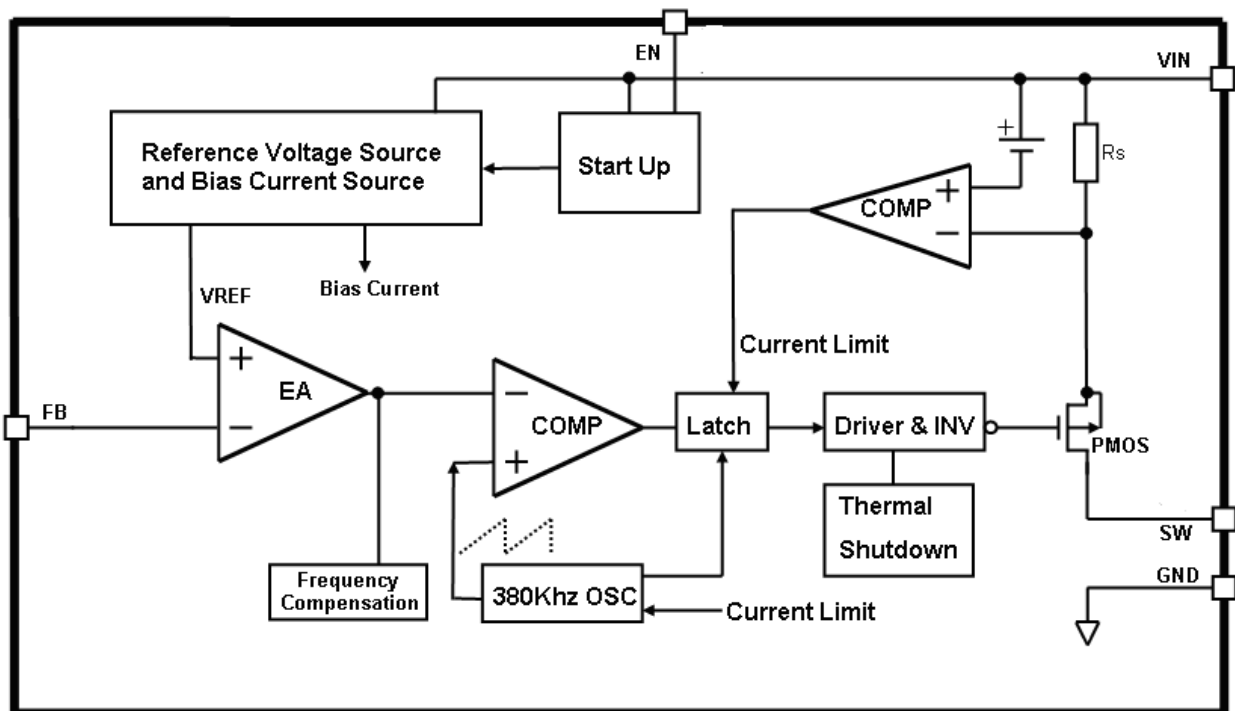 EN
VIN
Reference Voltage Source
and Bias Current Source
Start Up
+
Rs
+
COMP
−
Bias Current
VREF
Current Limit
+
EA
−
FB
−
COMP
+
Latch
Driver & INV
PMOS
Thermal
Shutdown
SW
GND
Frequency
Compensation
380Khz OSC
Current Limit